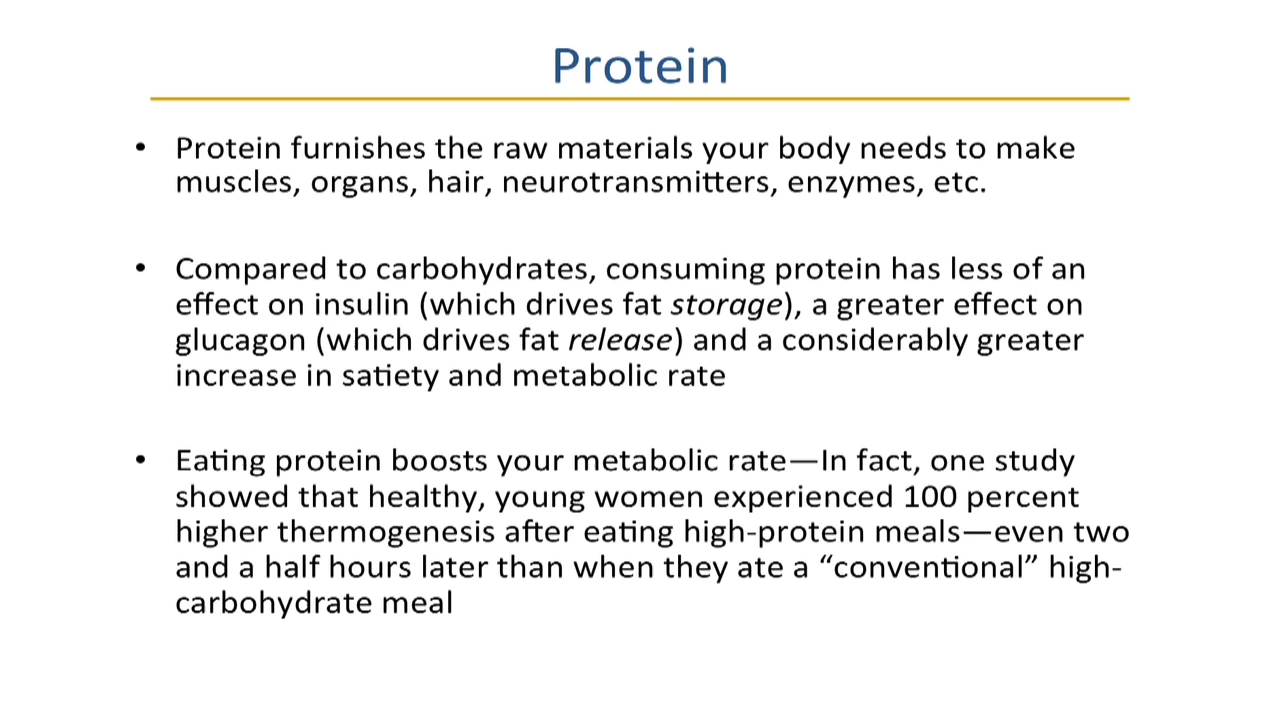 Protein
• Protein furnishes the raw materials your body needs to make
muscles, organs, hair, neurotransmitters, enzymes, etc.
• Compared to carbohydrates, consuming protein has less of an
effect on insulin (which drives fat storage), a greater effect on
glucagon (which drives fat release) and a considerably greater
increase in satiety and metabolic rate
• Eating protein boosts your metabolic rate—In fact, one study
showed that healthy, young women experienced 100 percent
higher thermogenesis after eating high-protein meals—even two
and a half hours later than when they ate a “conventional” high-
carbohydrate meal